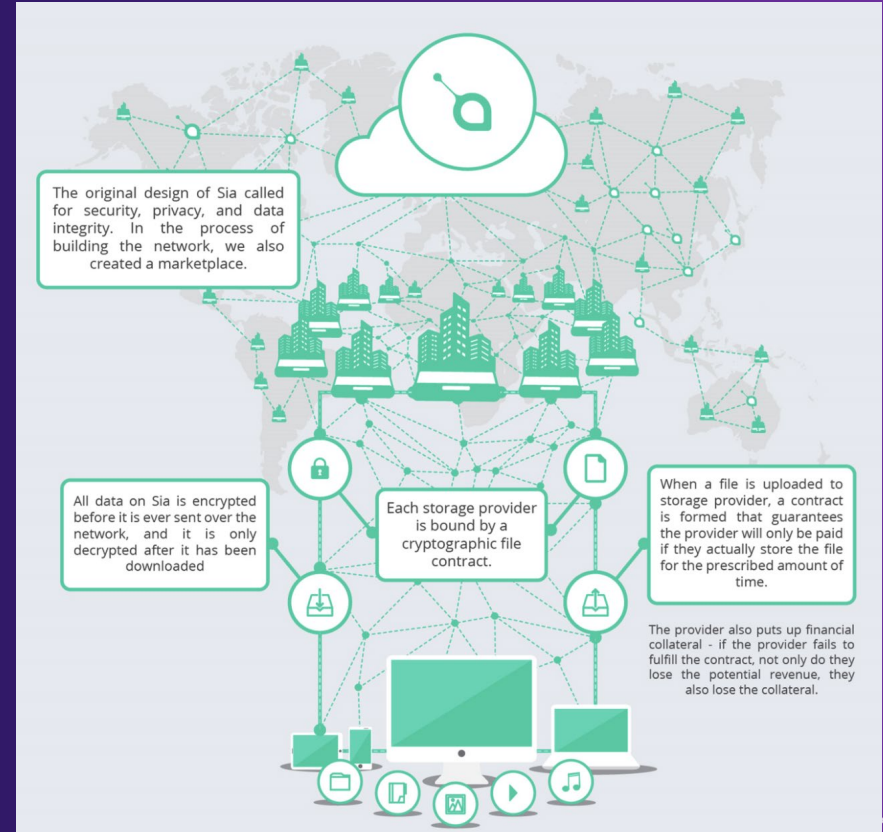 The original design of Sia called
for security, privacy, and data
integrity. In the process of
building the network, we also
created a marketplace.
All data on Sia is encrypted
before it is ever sent over the
network, and it is only
decrypted after it has been
downloaded
Each storage provider
is bound by a
cryptographic file
contract.
When a file is uploaded to
storage provider, a contract
is formed that guarantees
the provider will only be paid
if they actually store the file
for the prescribed amount of
time.
The provider also puts up financial
collateral - if the provider fails to
fulfill the contract, not only do they
lose the potential revenue, they
also lose the collateral.